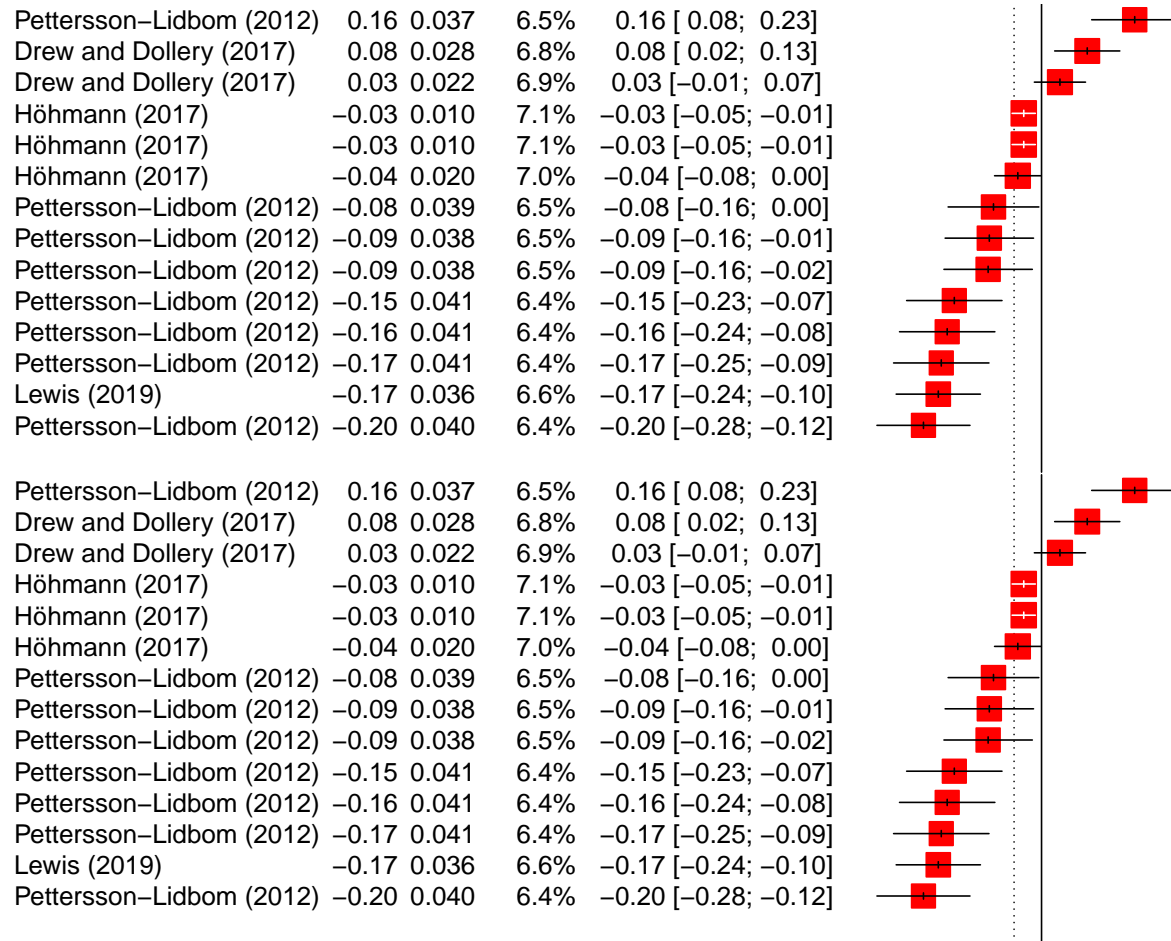 Pettersson−Lidbom (2012) 0.16 0.037 6.5% 0.16 [ 0.08; 0.23]
Drew and Dollery (2017) 0.08 0.028 6.8% 0.08 [ 0.02; 0.13]
Drew and Dollery (2017) 0.03 0.022 6.9% 0.03 [−0.01; 0.07]
Höhmann (2017) −0.03 0.010 7.1% −0.03 [−0.05; −0.01]
Höhmann (2017) −0.03 0.010 7.1% −0.03 [−0.05; −0.01]
Höhmann (2017) −0.04 0.020 7.0% −0.04 [−0.08; 0.00]
Pettersson−Lidbom (2012) −0.08 0.039 6.5% −0.08 [−0.16; 0.00]
Pettersson−Lidbom (2012) −0.09 0.038 6.5% −0.09 [−0.16; −0.01]
Pettersson−Lidbom (2012) −0.09 0.038 6.5% −0.09 [−0.16; −0.02]
Pettersson−Lidbom (2012) −0.15 0.041 6.4% −0.15 [−0.23; −0.07]
Pettersson−Lidbom (2012) −0.16 0.041 6.4% −0.16 [−0.24; −0.08]
Pettersson−Lidbom (2012) −0.17 0.041 6.4% −0.17 [−0.25; −0.09]
Lewis (2019) −0.17 0.036 6.6% −0.17 [−0.24; −0.10]
Pettersson−Lidbom (2012) −0.20 0.040 6.4% −0.20 [−0.28; −0.12]
Pettersson−Lidbom (2012) 0.16 0.037 6.5% 0.16 [ 0.08; 0.23]
Drew and Dollery (2017) 0.08 0.028 6.8% 0.08 [ 0.02; 0.13]
Drew and Dollery (2017) 0.03 0.022 6.9% 0.03 [−0.01; 0.07]
Höhmann (2017) −0.03 0.010 7.1% −0.03 [−0.05; −0.01]
Höhmann (2017) −0.03 0.010 7.1% −0.03 [−0.05; −0.01]
Höhmann (2017) −0.04 0.020 7.0% −0.04 [−0.08; 0.00]
Pettersson−Lidbom (2012) −0.08 0.039 6.5% −0.08 [−0.16; 0.00]
Pettersson−Lidbom (2012) −0.09 0.038 6.5% −0.09 [−0.16; −0.01]
Pettersson−Lidbom (2012) −0.09 0.038 6.5% −0.09 [−0.16; −0.02]
Pettersson−Lidbom (2012) −0.15 0.041 6.4% −0.15 [−0.23; −0.07]
Pettersson−Lidbom (2012) −0.16 0.041 6.4% −0.16 [−0.24; −0.08]
Pettersson−Lidbom (2012) −0.17 0.041 6.4% −0.17 [−0.25; −0.09]
Lewis (2019) −0.17 0.036 6.6% −0.17 [−0.24; −0.10]
Pettersson−Lidbom (2012) −0.20 0.040 6.4% −0.20 [−0.28; −0.12]